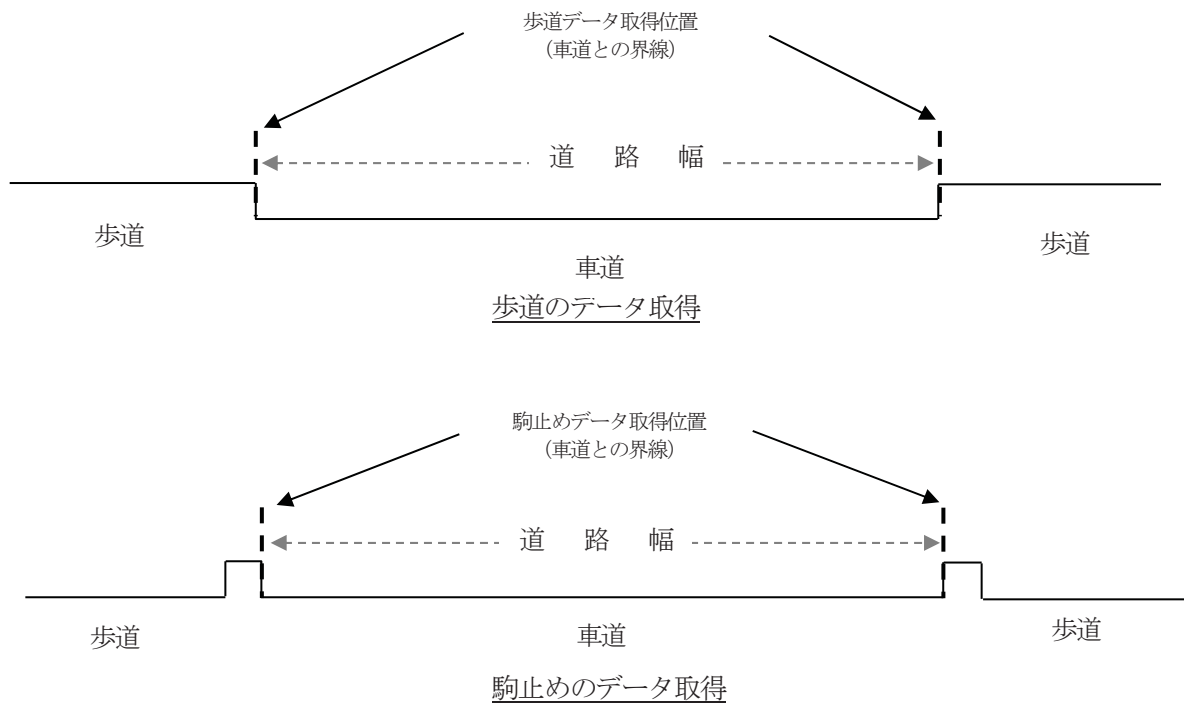 歩道データ取得位置
（車道との界線）
道 路 幅
歩道
歩道
車道
歩道のデータ取得
駒止めデータ取得位置
（車道との界線）
道 路 幅
歩道
車道
歩道
駒止めのデータ取得